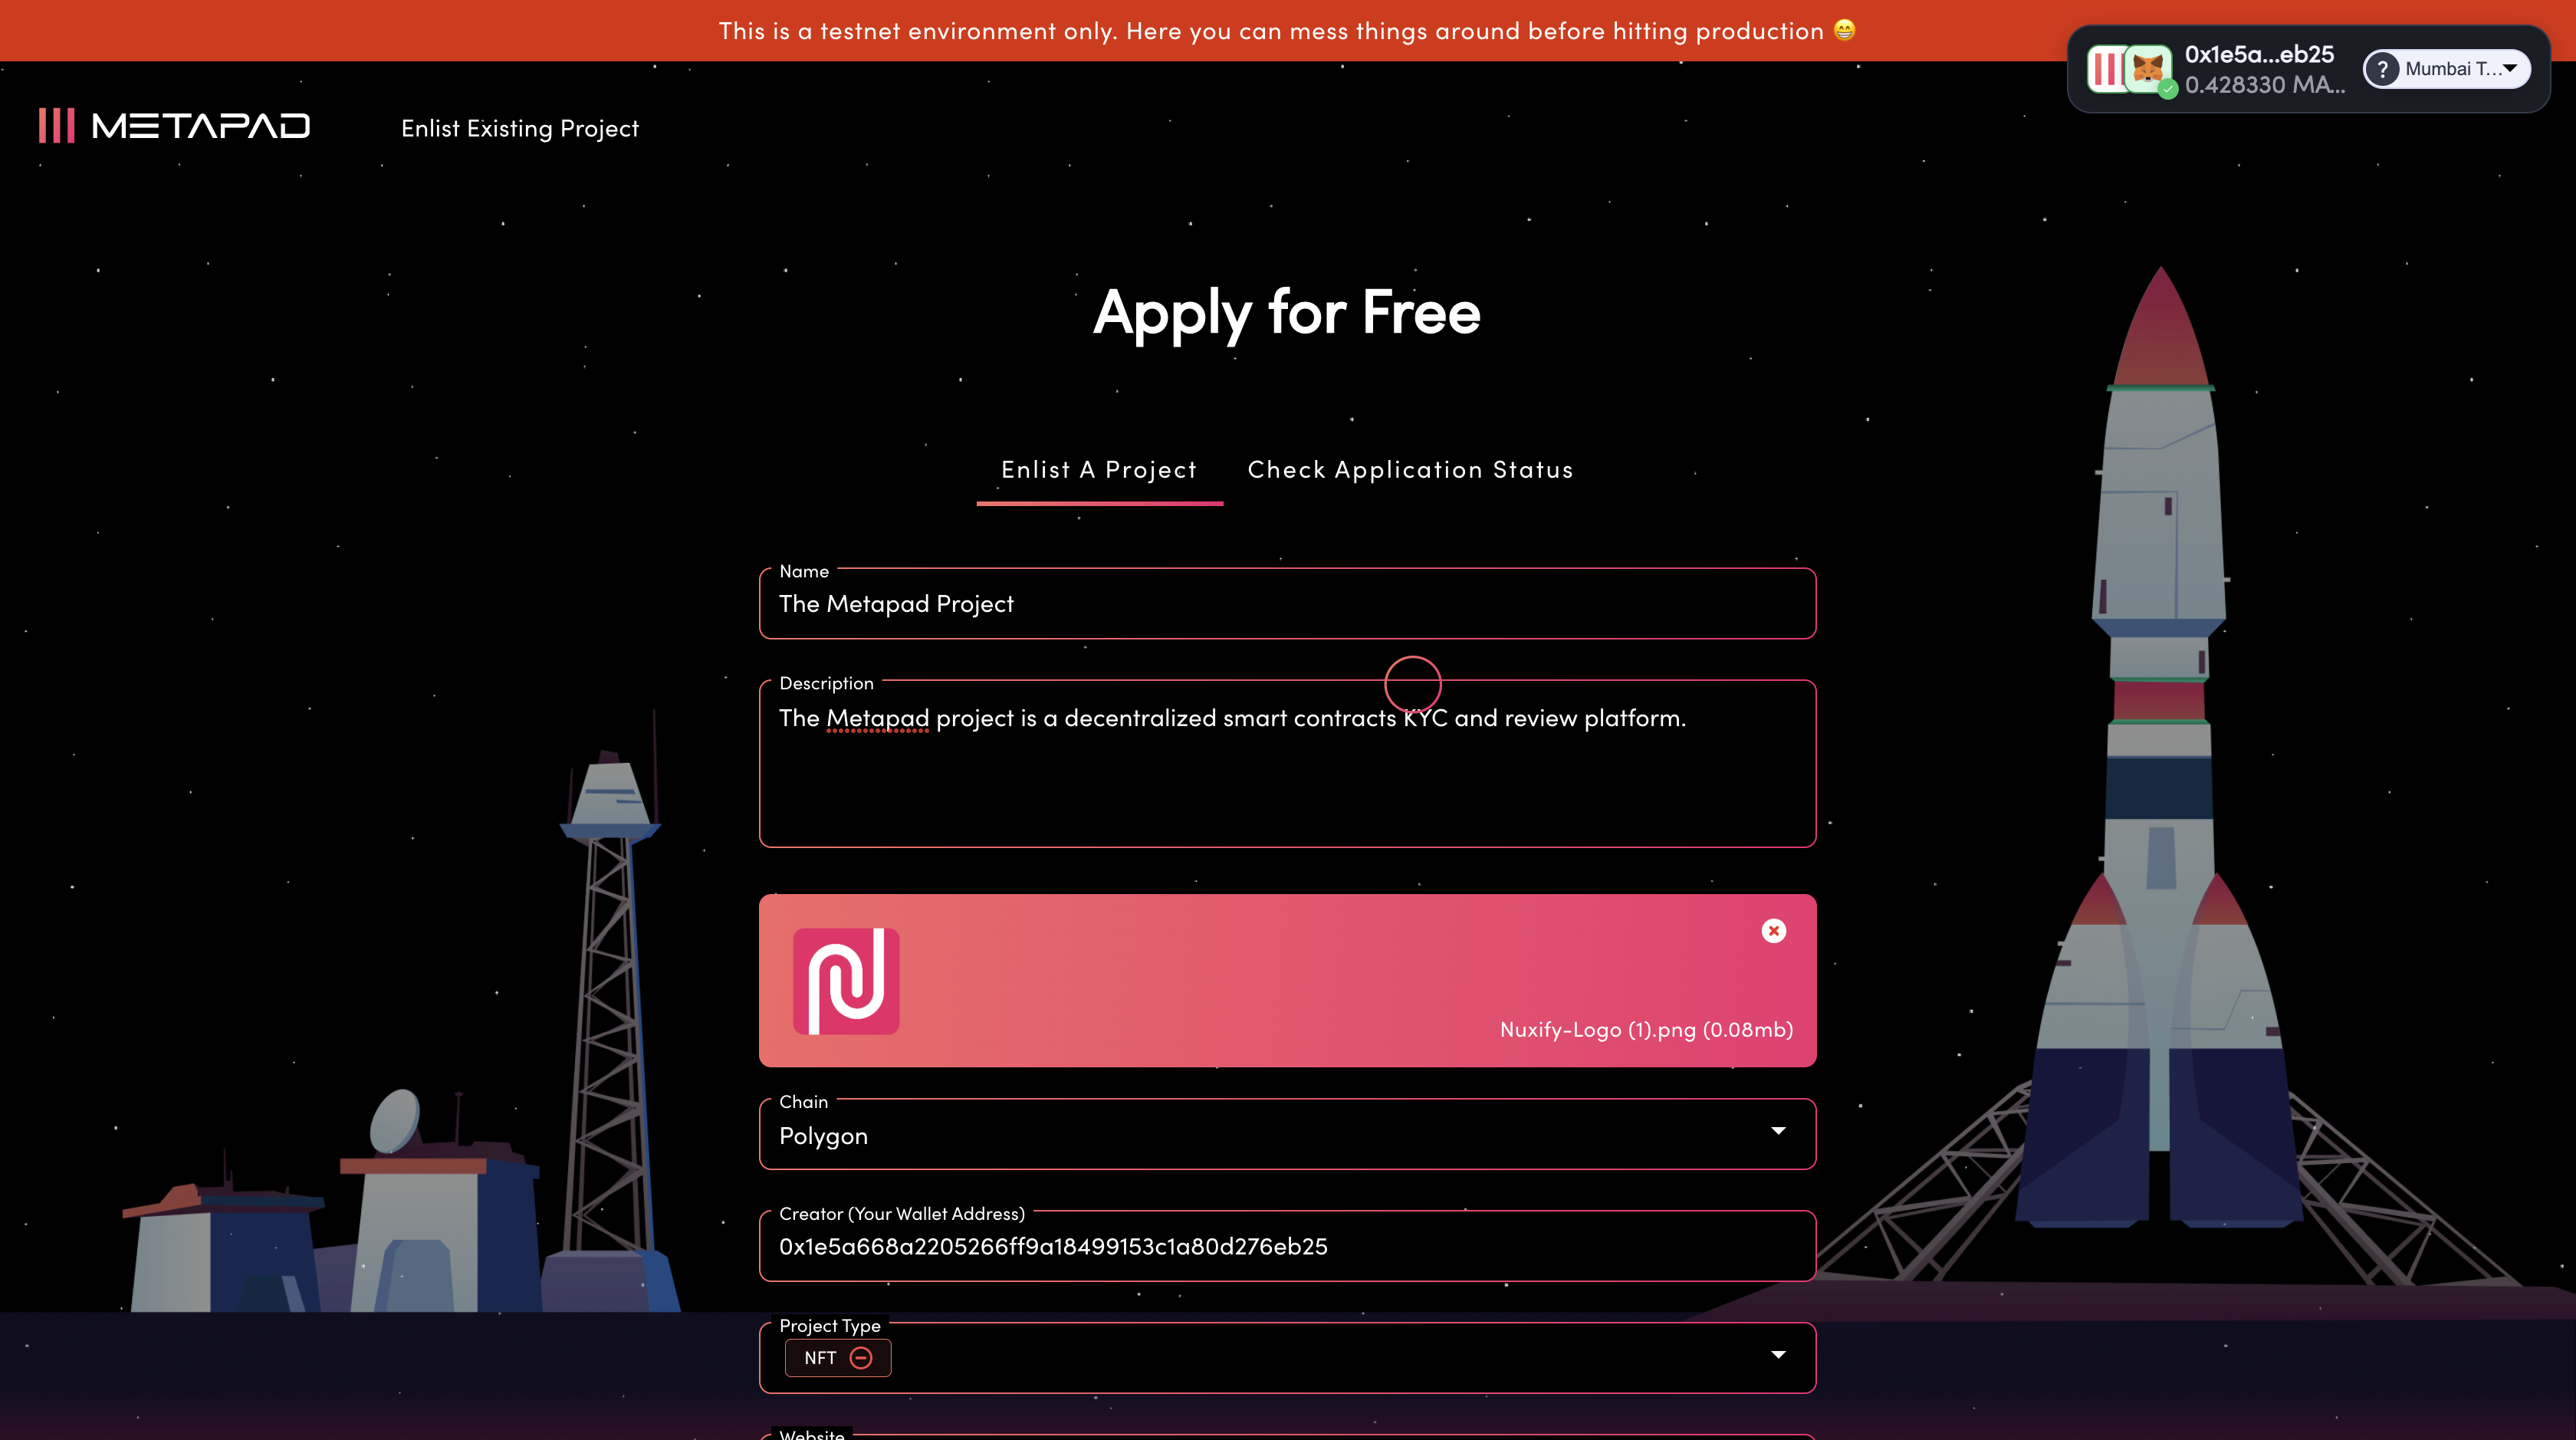 This is a testnet environment only. Here you can mess things around before hitting production 😁
0x1e5a...eb25
0.428330 MA...
? Mumbai T...
METAPAD
Enlist Existing Project
Apply for Free
Enlist A Project
Check Application Status
Name
The Metapad Project
Description
The Metapad project is a decentralized smart contracts KYC and review platform.
Nuxify-Logo (1).png (0.08mb)
Chain
Polygon
Creator (Your Wallet Address)
0x1e5a668a2205266ff9a18499153c1a80d276eb25
Project Type
NFT
Website